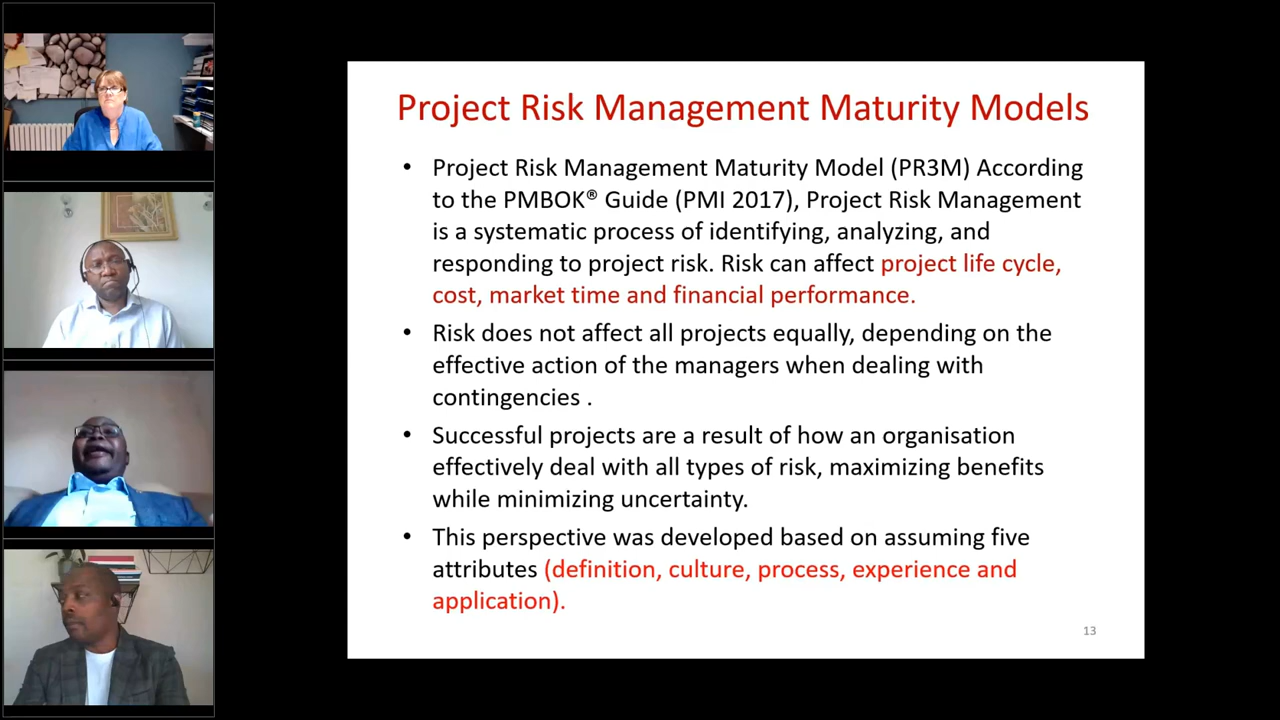 Project Risk Management Maturity Models
• Project Risk Management Maturity Model (PR3M) According
to the PMBOK® Guide (PMI 2017), Project Risk Management
is a systematic process of identifying, analyzing, and
responding to project risk. Risk can affect project life cycle,
cost, market time and financial performance.
• Risk does not affect all projects equally, depending on the
effective action of the managers when dealing with
contingencies .
• Successful projects are a result of how an organisation
effectively deal with all types of risk, maximizing benefits
while minimizing uncertainty.
• This perspective was developed based on assuming five
attributes (definition, culture, process, experience and
application).
13